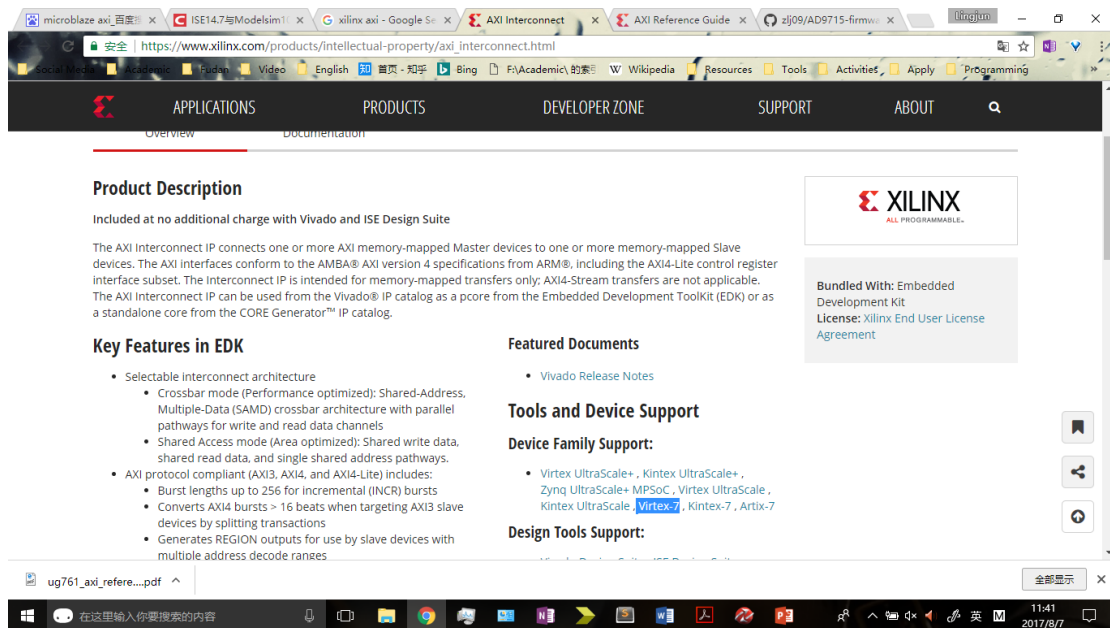 microblaze axi_百度
ISE14.7与Modelsim1
xilinx axi - Google Se
AXI Interconnect
AXI Reference Guide
zlj09/AD9715-firmwa
Lingjun
安全 | https://www.xilinx.com/products/intellectual-property/axi_interconnect.html
Social Media Academic Fudan Video English 首页 - 知乎 Bing F:\Academic\ 的索引 Wikipedia Resources Tools Activities Apply Programming »
APPLICATIONS PRODUCTS DEVELOPER ZONE SUPPORT ABOUT
Overview Documentation
Product Description
Included at no additional charge with Vivado and ISE Design Suite
The AXI Interconnect IP connects one or more AXI memory-mapped Master devices to one or more memory-mapped Slave
devices. The AXI interfaces conform to the AMBA® AXI version 4 specifications from ARM®, including the AXI4-Lite control register
interface subset. The Interconnect IP is intended for memory-mapped transfers only; AXI4-Stream transfers are not applicable.
The AXI Interconnect IP can be used from the Vivado® IP catalog as a pcore from the Embedded Development ToolKit (EDK) or as
a standalone core from the CORE Generator™ IP catalog.
XILINX
ALL PROGRAMMABLE.
Bundled With: Embedded
Development Kit
License: Xilinx End User License
Agreement
Key Features in EDK
• Selectable interconnect architecture
• Crossbar mode (Performance optimized): Shared-Address,
Multiple-Data (SAMD) crossbar architecture with parallel
pathways for write and read data channels
• Shared Access mode (Area optimized): Shared write data,
shared read data, and single shared address pathways.
• AXI protocol compliant (AXI3, AXI4, and AXI4-Lite) includes:
• Burst lengths up to 256 for incremental (INCR) bursts
• Converts AXI4 bursts > 16 beats when targeting AXI3 slave
devices by splitting transactions
• Generates REGION outputs for use by slave devices with
multiple address decode ranges
Featured Documents
• Vivado Release Notes
Tools and Device Support
Device Family Support:
• Virtex UltraScale+ , Kintex UltraScale+ ,
Zynq UltraScale+ MPSoC , Virtex UltraScale ,
Kintex UltraScale , Virtex-7 , Kintex-7 , Artix-7
Design Tools Support:
ug761_axi_refere....pdf
全部显示
在这里输入你要搜索的内容
英
11:41
2017/8/7